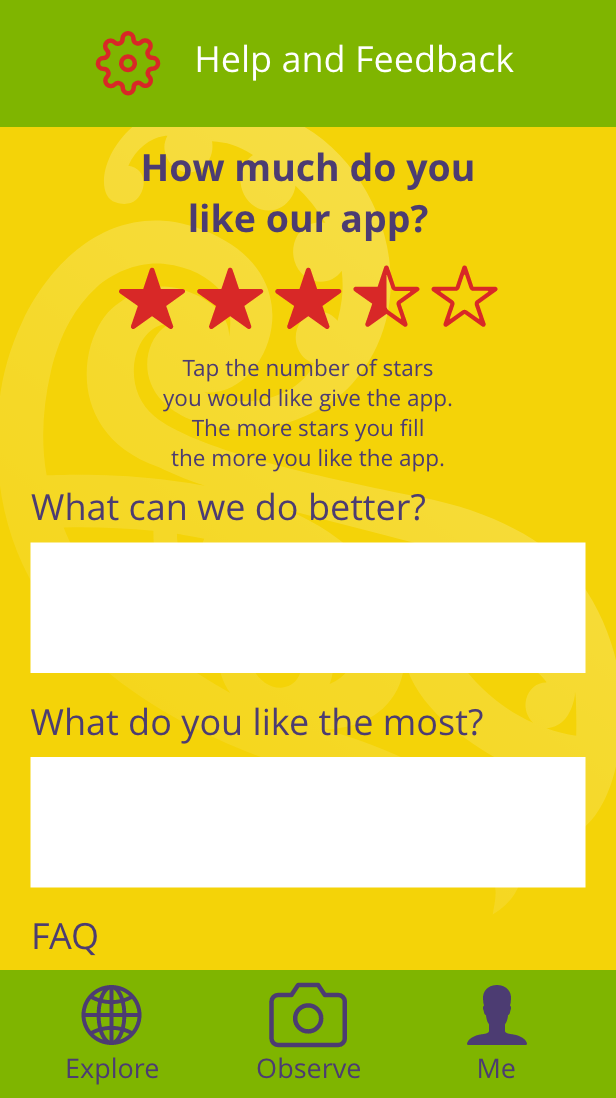 Help and Feedback
How much do you
like our app?
Tap the number of stars
you would like give the app.
The more stars you fill
the more you like the app.
What can we do better?
What do you like the most?
FAQ
Explore
Observe
Me